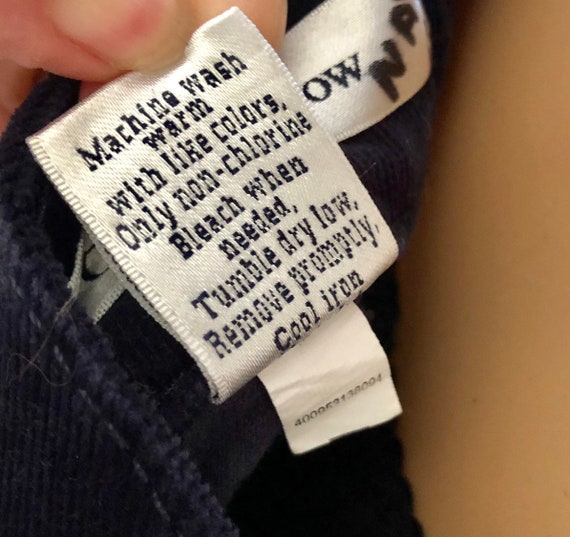 Machine wash
warm
with like colors,
Only non-chlorine
Bleach when
needed,
Tumble dry low,
Remove promptly,
Cool iron